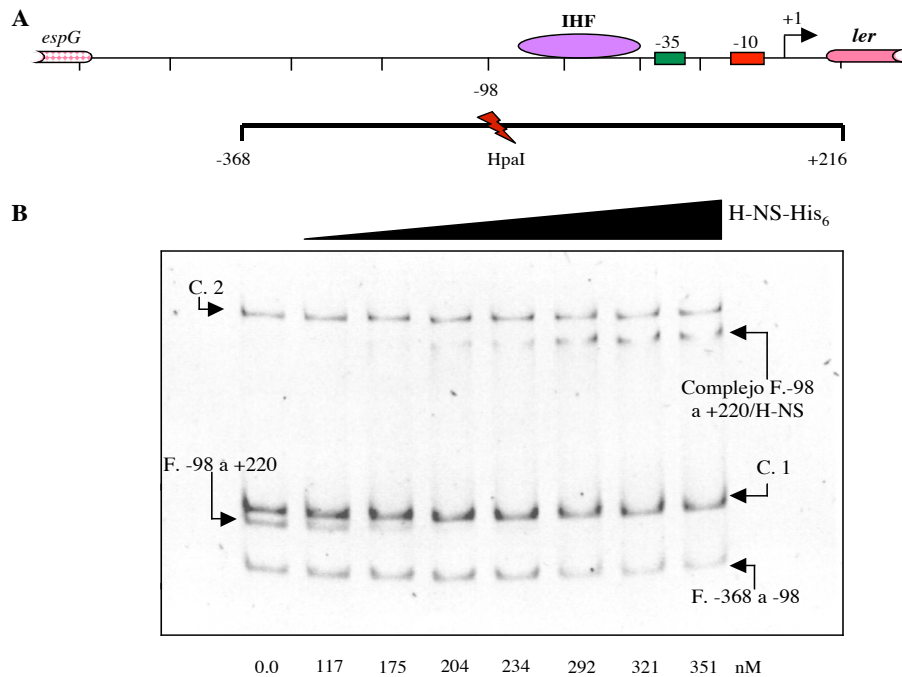 A
espG
IHF
-35
-10
+1
ler
-98
-368
HpaI
+216
B
H-NS-His6
C. 2
Complejo F.-98
a +220/H-NS
F. -98 a +220
C. 1
F. -368 a -98
0.0 117 175 204 234 292 321 351 nM